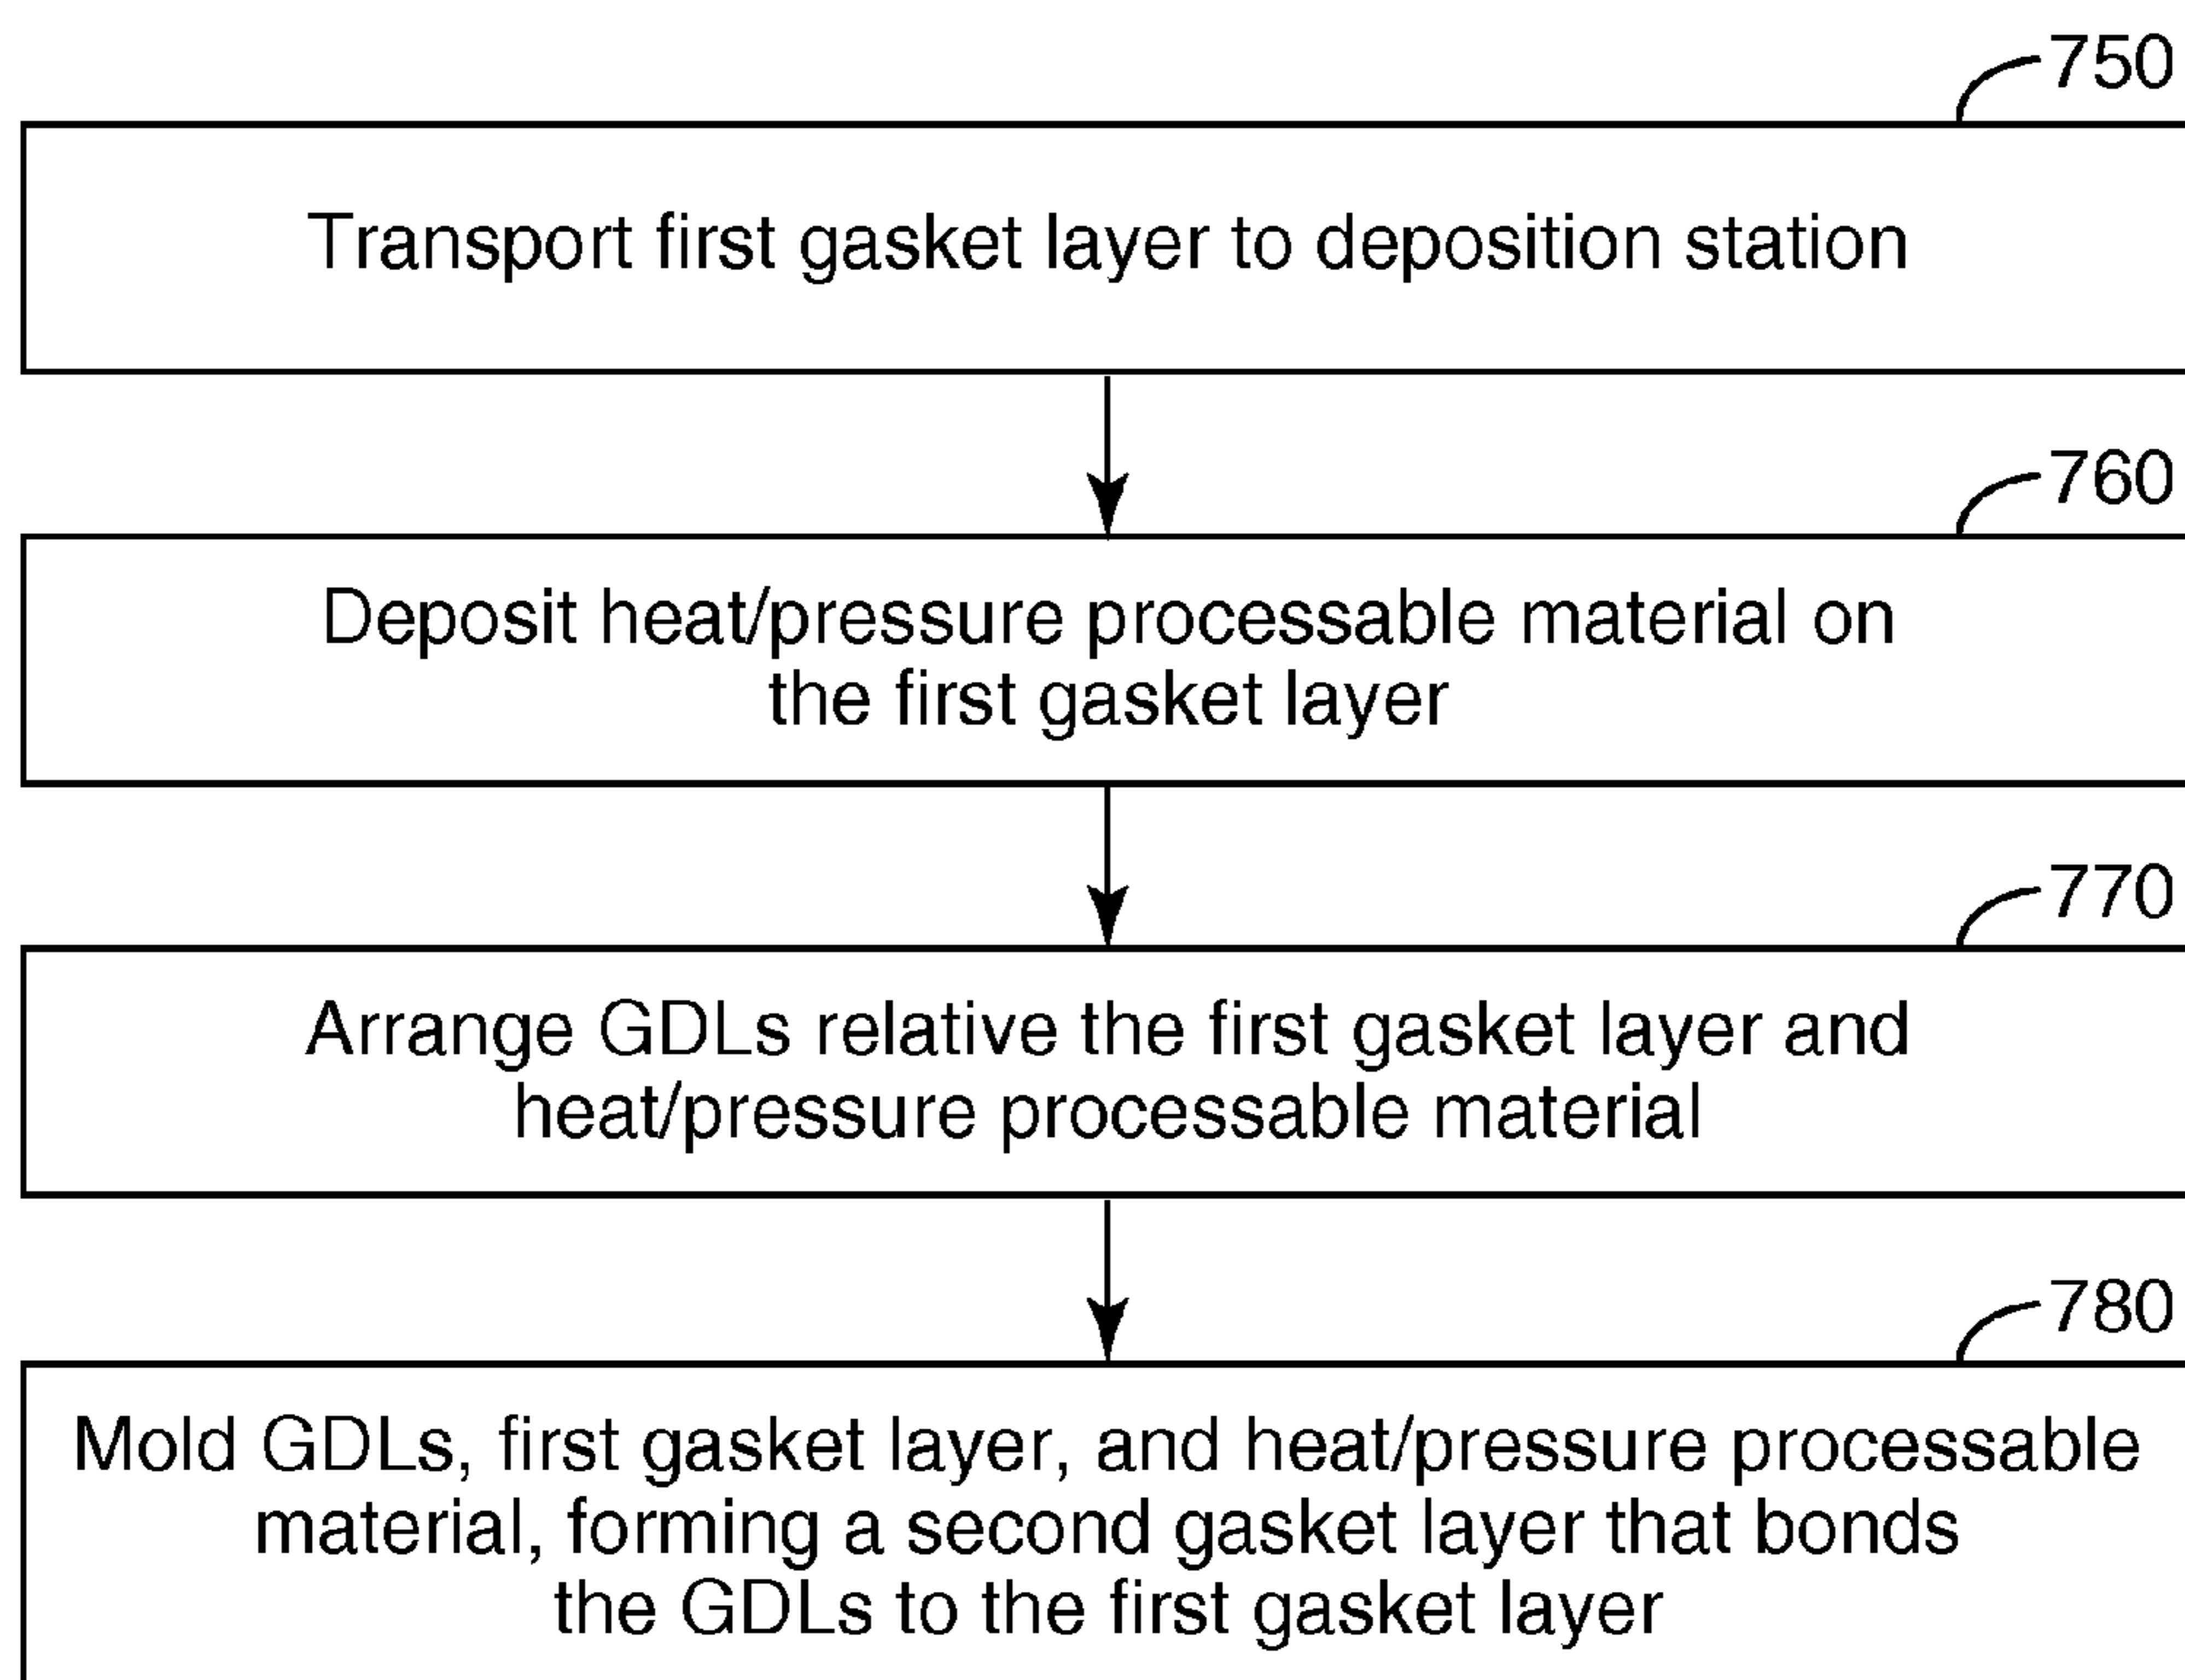 750
Transport first gasket layer to deposition station
760
Deposit heat/pressure processable material on
the first gasket layer
770
Arrange GDLs relative the first gasket layer and
heat/pressure processable material
780
Mold GDLs, first gasket layer, and heat/pressure processable
material, forming a second gasket layer that bonds
the GDLs to the first gasket layer